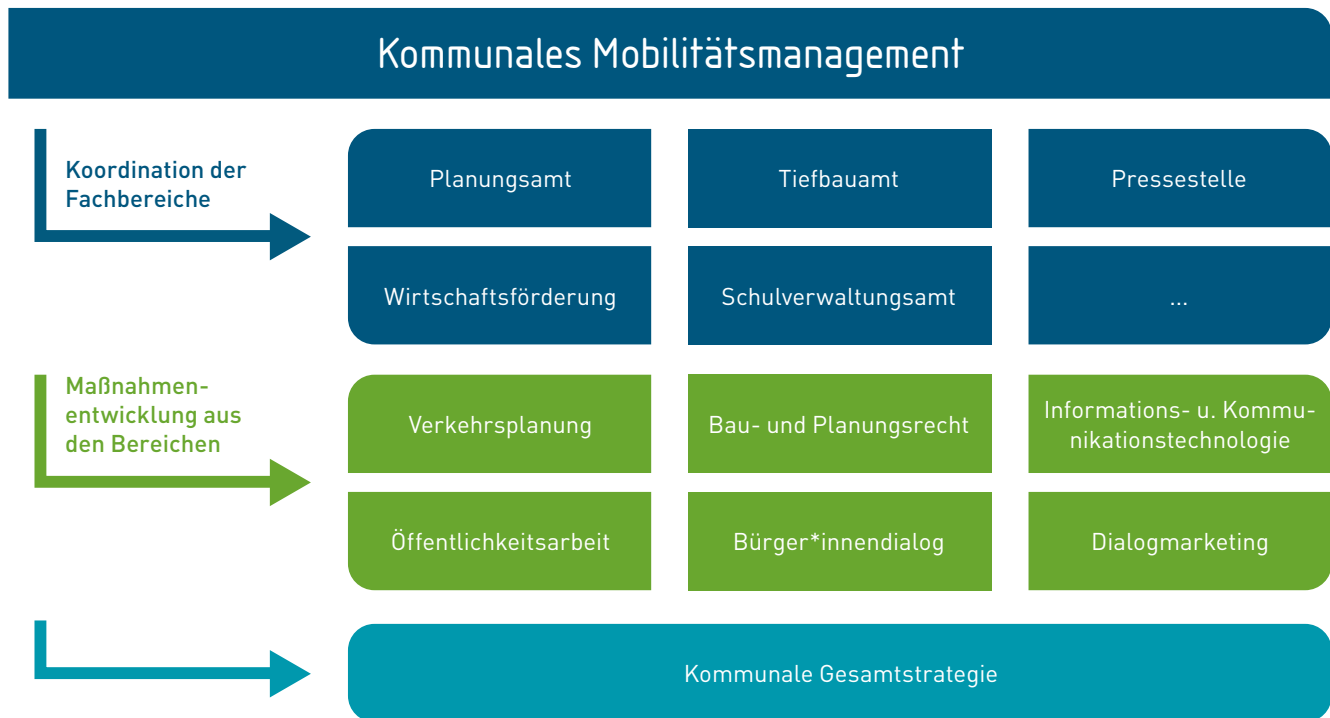 Kommunales Mobilitätsmanagement
Koordination der
Fachbereiche
Planungsamt
Tiefbauamt
Pressestelle
Wirtschaftsförderung
Schulverwaltungsamt
...
Maßnahmen-
entwicklung aus
den Bereichen
Verkehrsplanung
Bau- und Planungsrecht
Informations- u. Kommu-
nikationstechnologie
Öffentlichkeitsarbeit
Bürger*innendialog
Dialogmarketing
Kommunale Gesamtstrategie